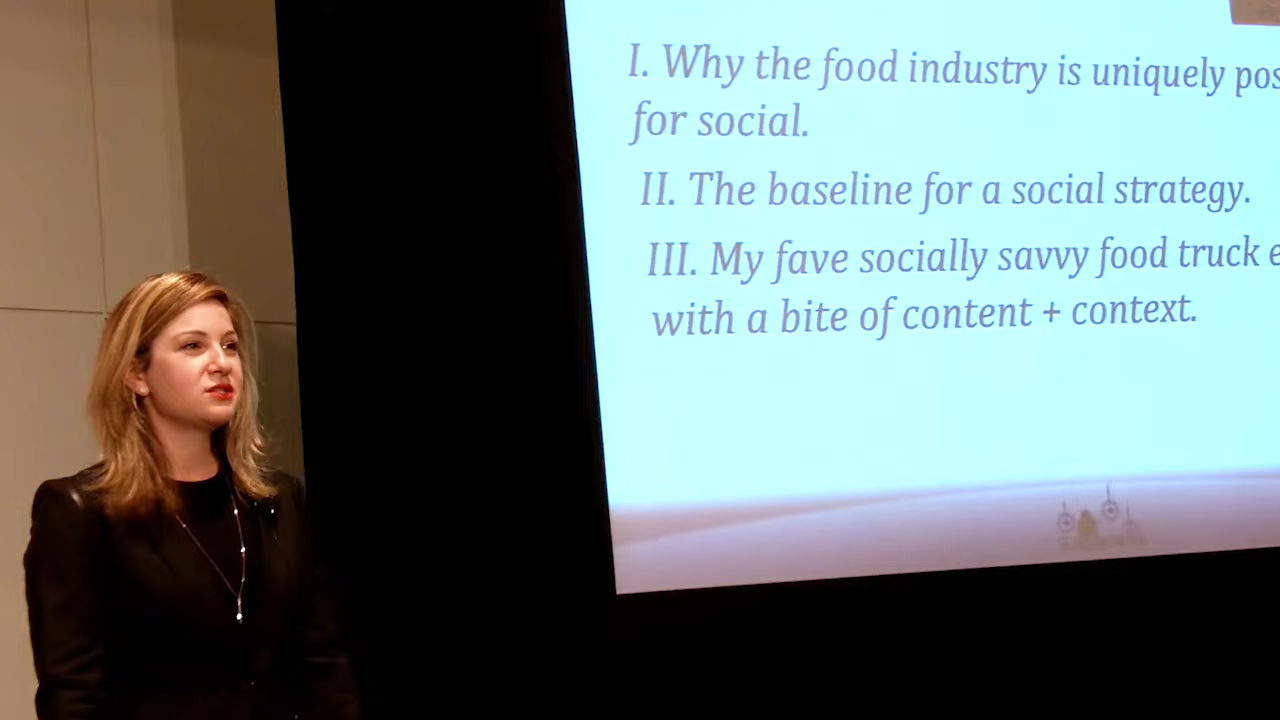 I. Why the food industry is uniquely pos
for social.
II. The baseline for a social strategy.
III. My fave socially savvy food truck e
with a bite of content + context.